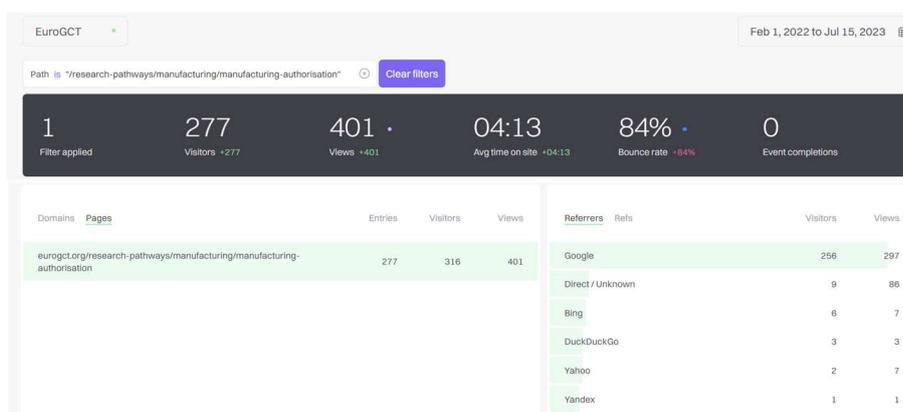 EuroGCT
Feb 1, 2022 to Jul 15, 2023
Path is "/research-pathways/manufacturing/manufacturing-authorisation"
Clear filters
1
277
401
04:13
84%
0
Filter applied
Visitors +277
Views +401
Avg time on site +04:13
Bounce rate +84%
Event completions
Domains Pages Entries Visitors Views
eurogct.org/research-pathways/manufacturing/manufacturing-
authorisation
277 316 401
Referrers Refs Visitors Views
Google 256 297
Direct / Unknown 9 86
Bing 6 7
DuckDuckGo 3 3
Yahoo 2 7
Yandex 1 1